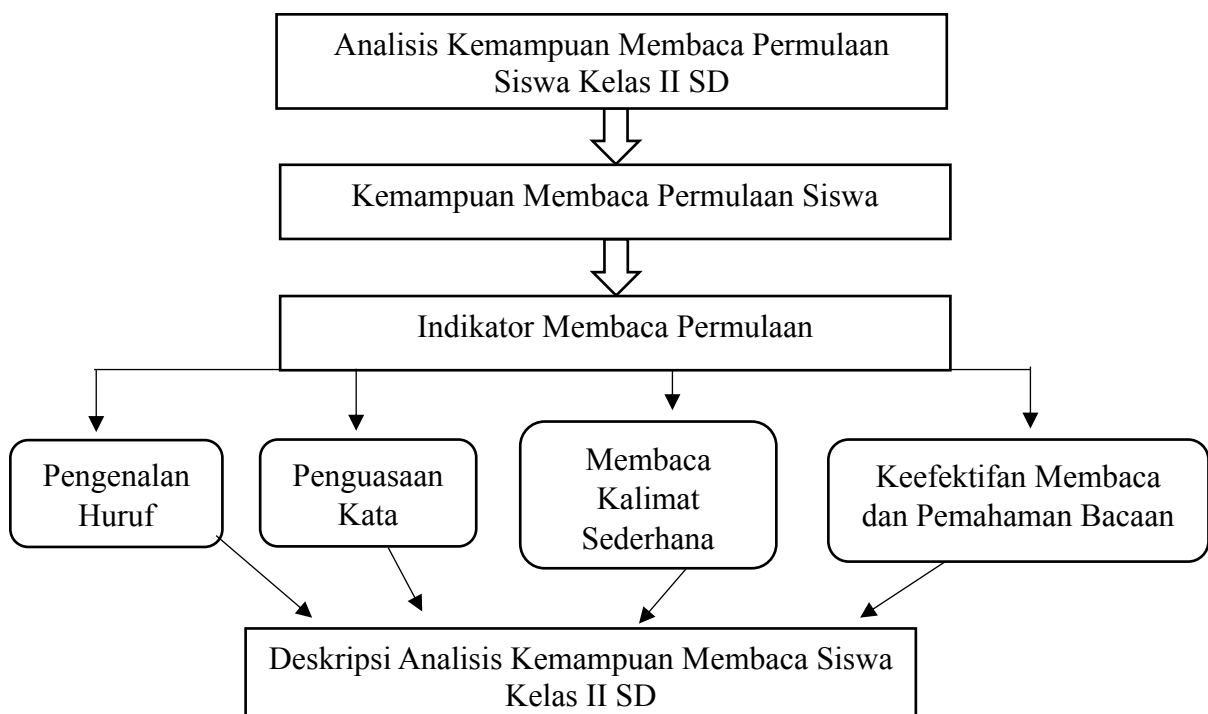 Analisis Kemampuan Membaca Permulaan
Siswa Kelas II SD
Kemampuan Membaca Permulaan Siswa
Indikator Membaca Permulaan
Pengenalan
Huruf
Penguasaan
Kata
Membaca
Kalimat
Sederhana
Keefektifan Membaca
dan Pemahaman Bacaan
Deskripsi Analisis Kemampuan Membaca Siswa
Kelas II SD